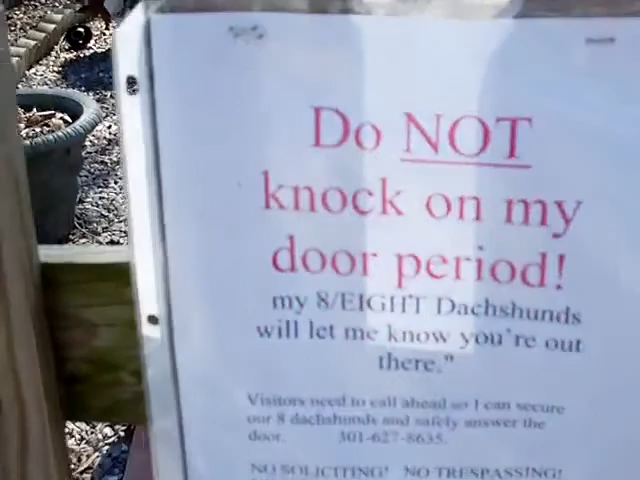 Do NOT
knock on my
door period!
my 8/EIGHT Dachshunds
will let me know you're out
there."
Visitors need to call ahead so I can secure
our 8 dachshunds and safely answer the
door. 301-627-8635.
NO SOLICITING! NO TRESPASSING!